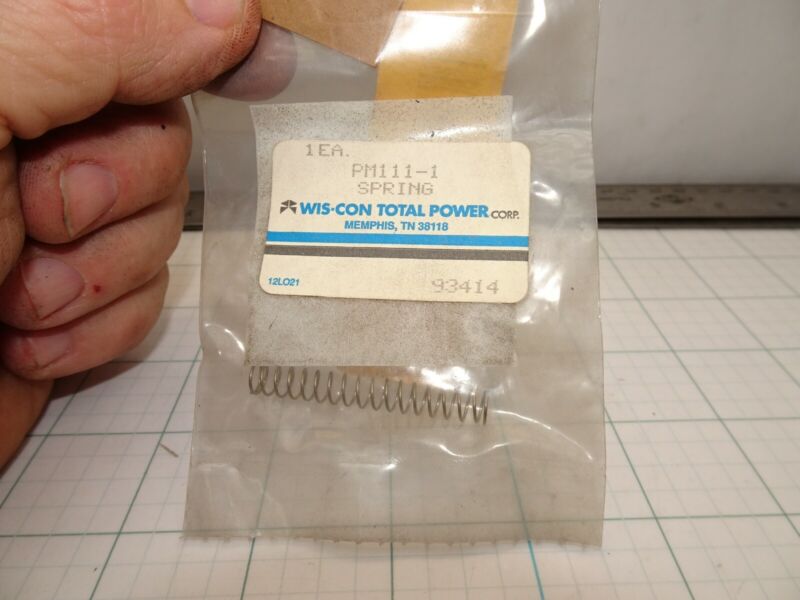 1EA.
PM111-1
SPRING
WIS-CON TOTAL POWER CORP.
MEMPHIS, TN 38118
12LO21
93414